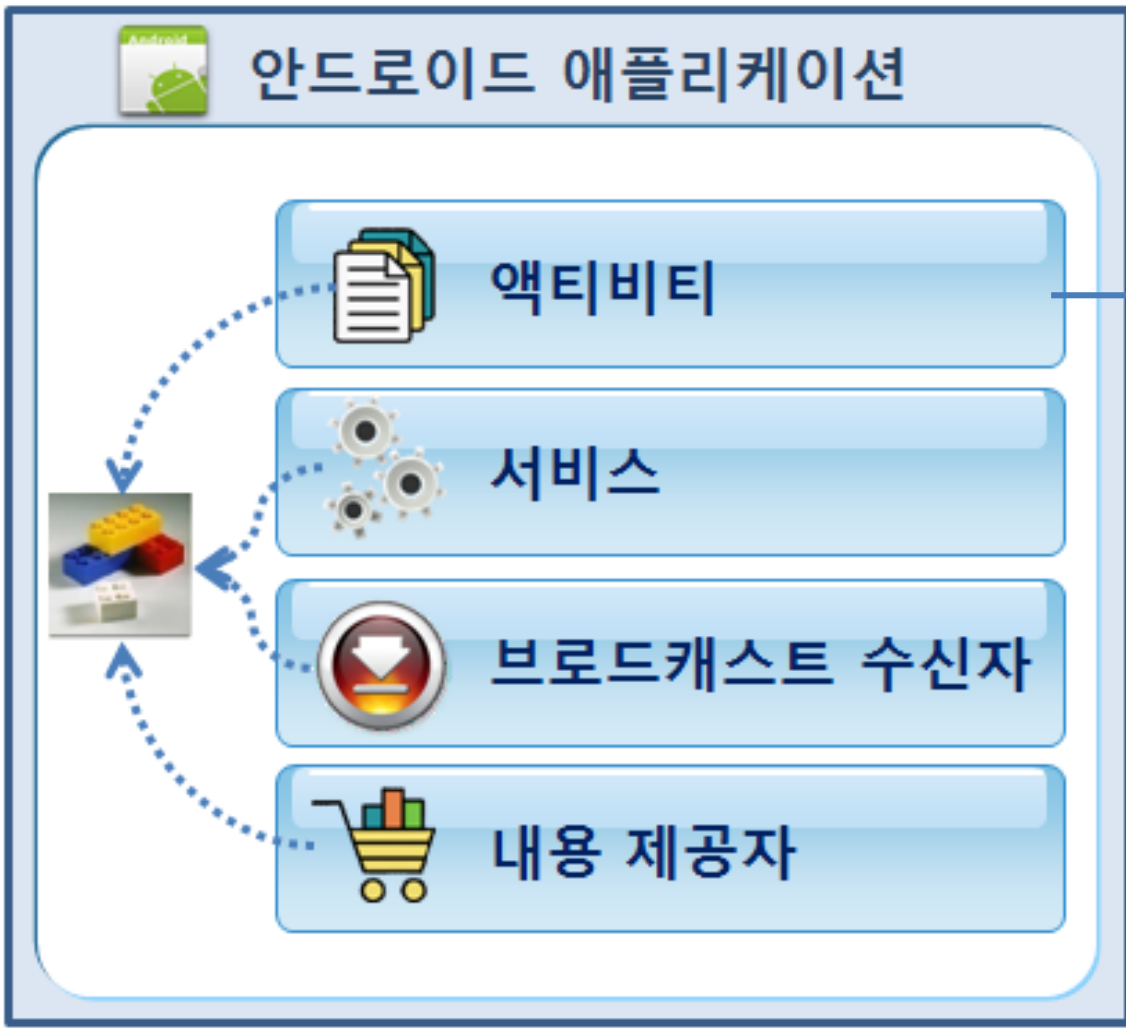 Android
안드로이드 애플리케이션
액티비티
서비스
브로드캐스트 수신자
내용 제공자